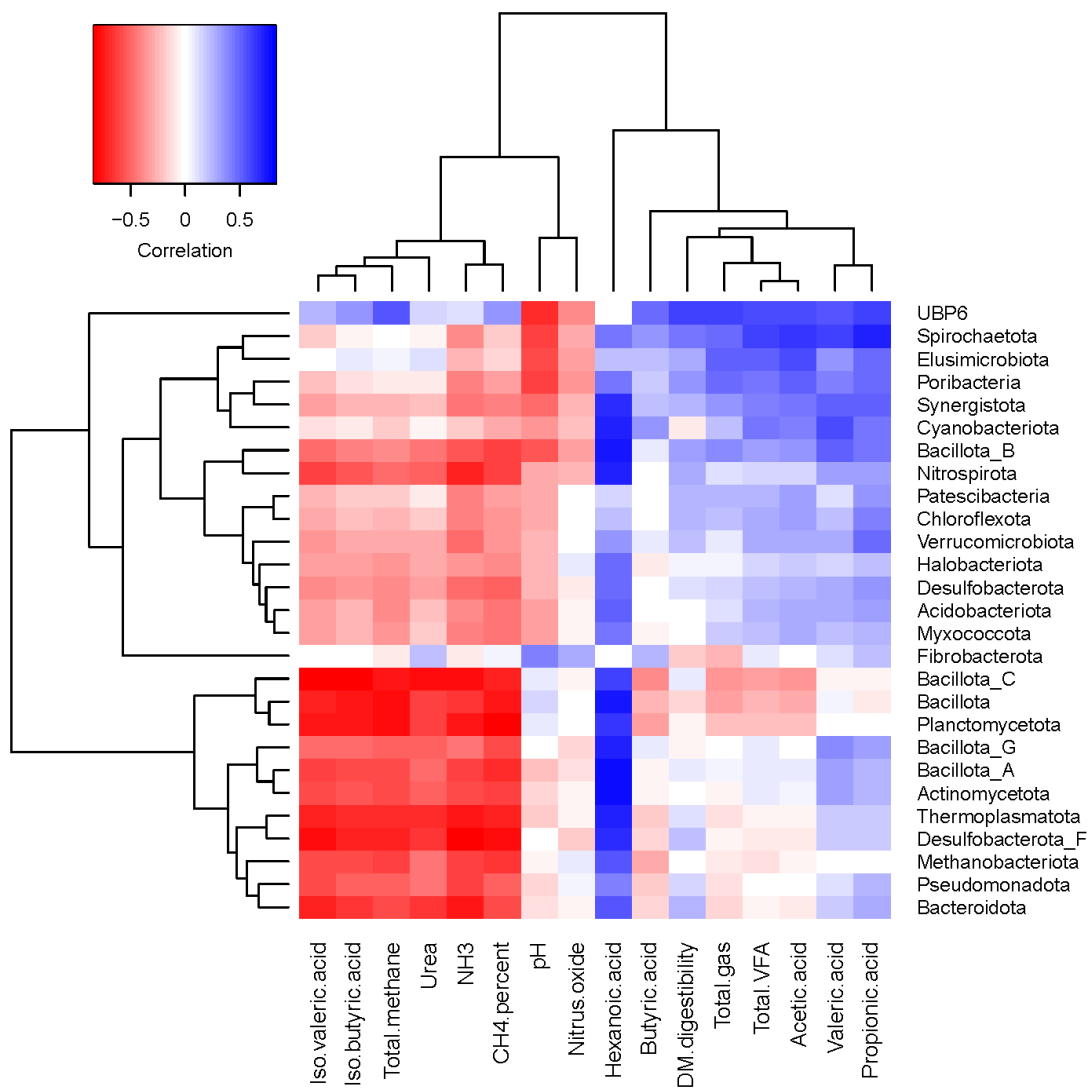 −0.5 0 0.5
Correlation
UBP6
Spirochaetota
Elusimicrobiota
Poribacteria
Synergistota
Cyanobacteriota
Bacillota_B
Nitrospirota
Patescibacteria
Chloroflexota
Verrucomicrobiota
Halobacteriota
Desulfobacterota
Acidobacteriota
Myxococcota
Fibrobacterota
Bacillota_C
Bacillota
Planctomycetota
Bacillota_G
Bacillota_A
Actinomycetota
Thermoplasmatota
Desulfobacterota_F
Methanobacteriota
Pseudomonadota
Bacteroidota
Iso.valeric.acid
Iso.butyric.acid
Total.methane
Urea
NH3
CH4.percent
pH
Nitrus.oxide
Hexanoic.acid
Butyric.acid
DM.digestibility
Total.gas
Total.VFA
Acetic.acid
Valeric.acid
Propionic.acid